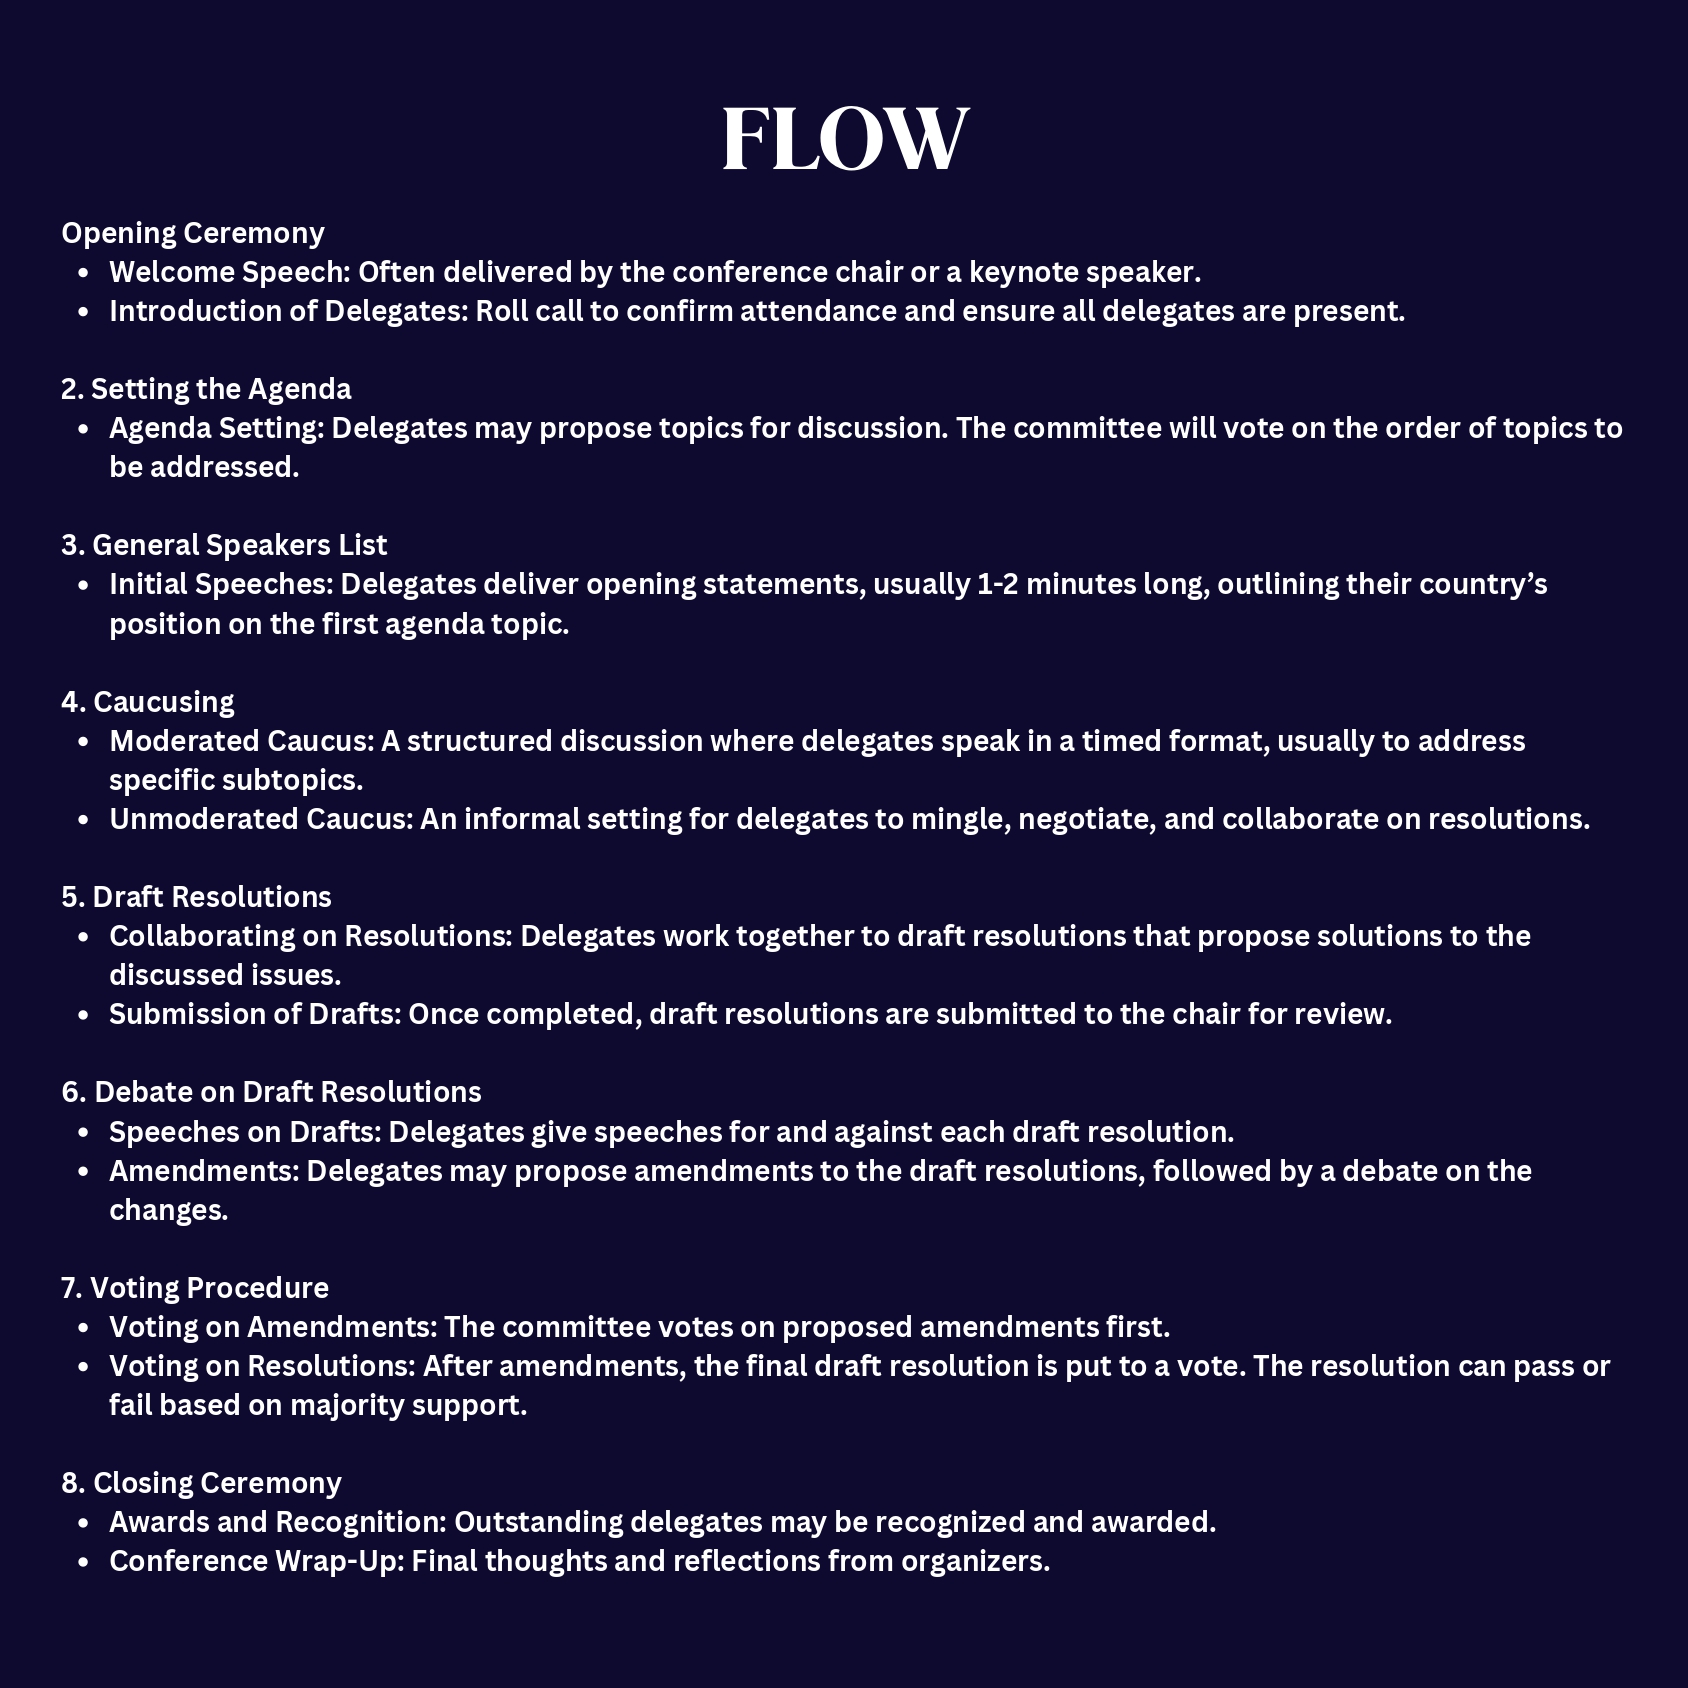 FLOW
Opening Ceremony
• Welcome Speech: Often delivered by the conference chair or a keynote speaker.
• Introduction of Delegates: Roll call to confirm attendance and ensure all delegates are present.
2. Setting the Agenda
• Agenda Setting: Delegates may propose topics for discussion. The committee will vote on the order of topics to
be addressed.
3. General Speakers List
• Initial Speeches: Delegates deliver opening statements, usually 1-2 minutes long, outlining their country’s
position on the first agenda topic.
4. Caucusing
• Moderated Caucus: A structured discussion where delegates speak in a timed format, usually to address
specific subtopics.
• Unmoderated Caucus: An informal setting for delegates to mingle, negotiate, and collaborate on resolutions.
5. Draft Resolutions
• Collaborating on Resolutions: Delegates work together to draft resolutions that propose solutions to the
discussed issues.
• Submission of Drafts: Once completed, draft resolutions are submitted to the chair for review.
6. Debate on Draft Resolutions
• Speeches on Drafts: Delegates give speeches for and against each draft resolution.
• Amendments: Delegates may propose amendments to the draft resolutions, followed by a debate on the
changes.
7. Voting Procedure
• Voting on Amendments: The committee votes on proposed amendments first.
• Voting on Resolutions: After amendments, the final draft resolution is put to a vote. The resolution can pass or
fail based on majority support.
8. Closing Ceremony
• Awards and Recognition: Outstanding delegates may be recognized and awarded.
• Conference Wrap-Up: Final thoughts and reflections from organizers.